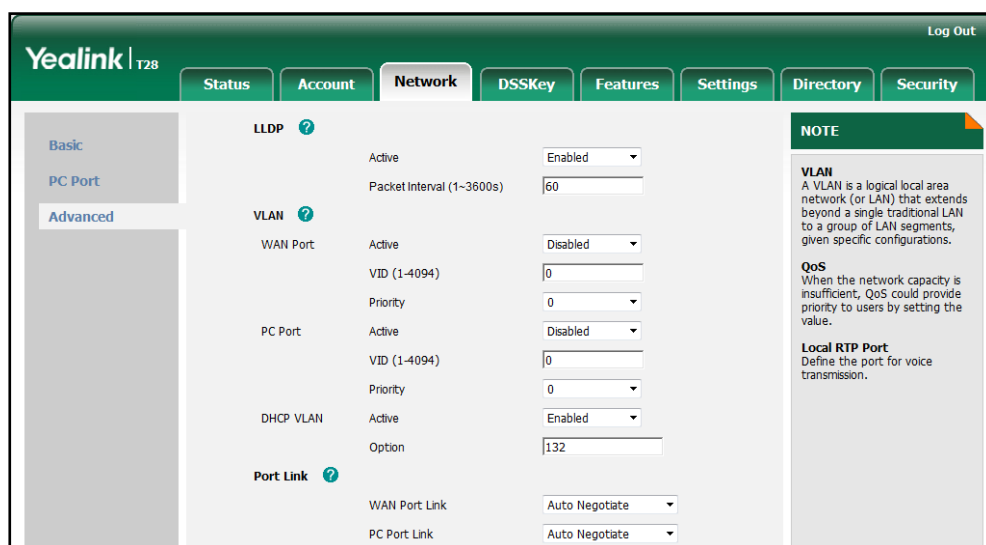 Log Out
Yealink T28
Status Account Network DSSKey Features Settings Directory Security
Basic
PC Port
Advanced
LLDP ?
Active Enabled
Packet Interval (1~3600s) 60
VLAN ?
WAN Port Active Disabled
VID (1-4094) 0
Priority 0
PC Port Active Disabled
VID (1-4094) 0
Priority 0
DHCP VLAN Active Enabled
Option 132
Port Link ?
WAN Port Link Auto Negotiate
PC Port Link Auto Negotiate
NOTE
VLAN
A VLAN is a logical local area
network (or LAN) that extends
beyond a single traditional LAN
to a group of LAN segments,
given specific configurations.
QoS
When the network capacity is
insufficient, QoS could provide
priority to users by setting the
value.
Local RTP Port
Define the port for voice
transmission.